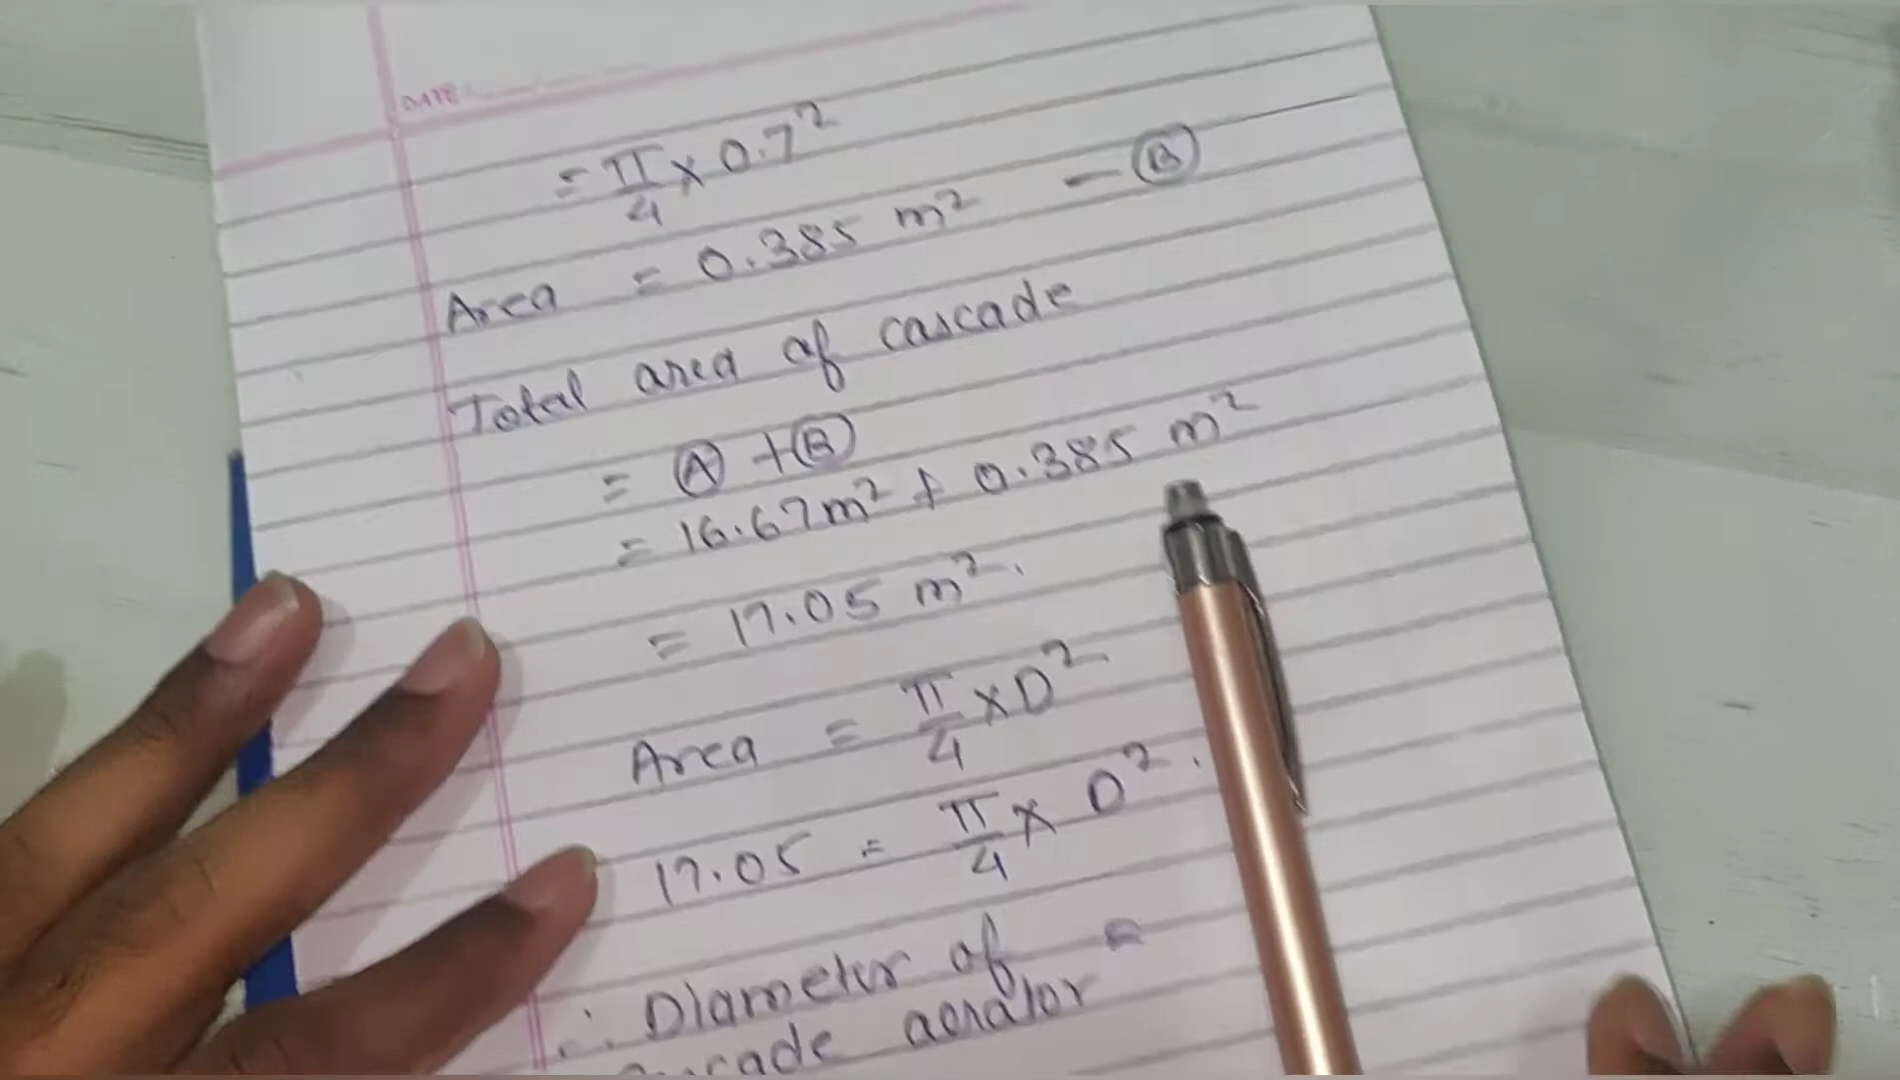 DATE
= π/4 × 0.7²
Area = 0.385 m² - Ⓑ
Total area of cascade
= Ⓐ + Ⓑ
= 16.67m² + 0.385 m²
= 17.05 m².
Area = π/4 × D².
17.05 = π/4 × D².
∴ Diameter of =
aerator